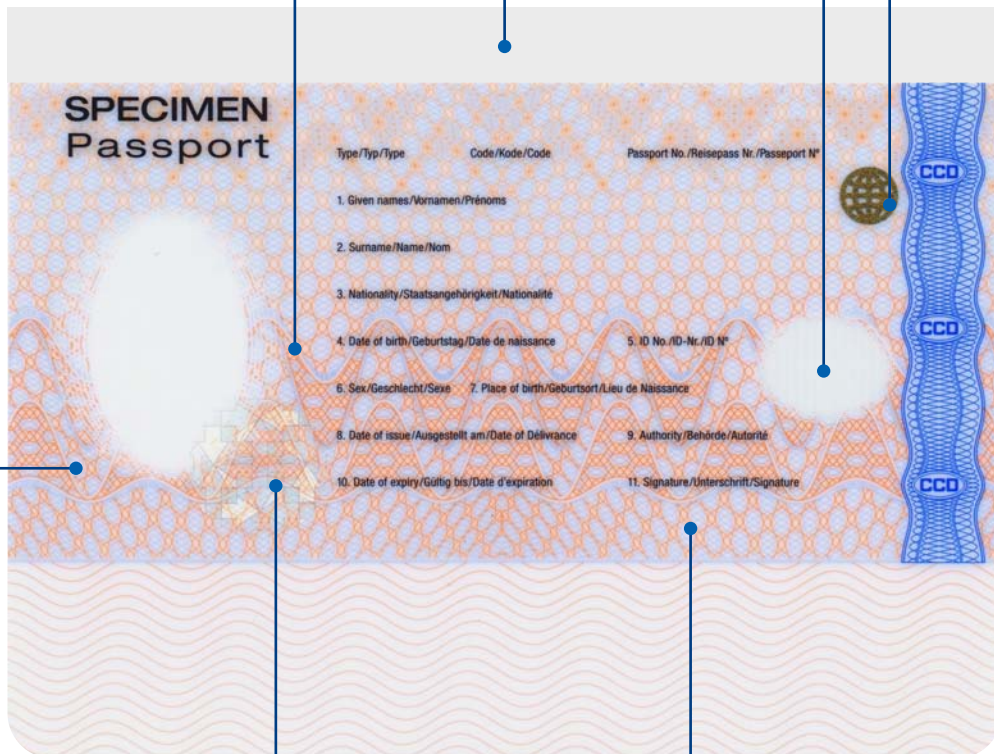 SPECIMEN
Passport
Type/Typ/Type Code/Kode/Code Passport No./Reisepass Nr./Passeport N°
1. Given names/Vornamen/Prénoms
2. Surname/Name/Nom
3. Nationality/Staatsangehörigkeit/Nationalité
4. Date of birth/Geburtstag/Date de naissance 5. ID No./ID-Nr./ID N°
6. Sex/Geschlecht/Sexe 7. Place of birth/Geburtsort/Lieu de Naissance
8. Date of issue/Ausgestellt am/Date of Délivrance 9. Authority/Behörde/Autorité
10. Date of expiry/Gültig bis/Date d'expiration 11. Signature/Unterschrift/Signature
CCD
CCD
CCD